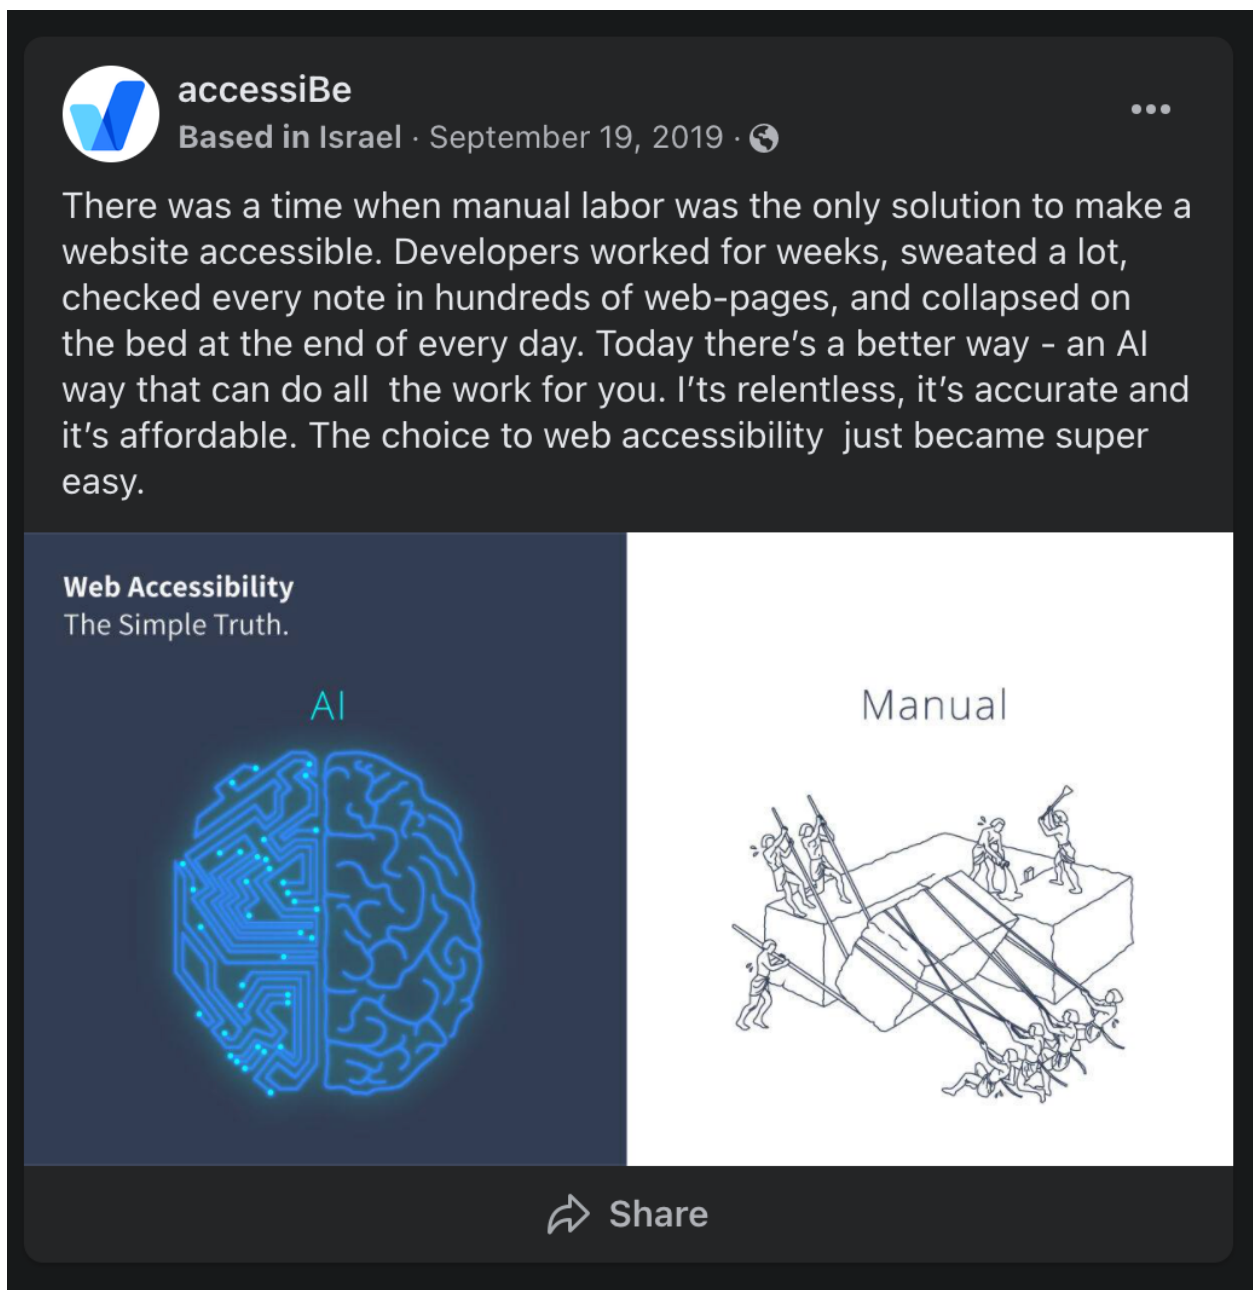 accessiBe
Based in Israel · September 19, 2019 ·
There was a time when manual labor was the only solution to make a
website accessible. Developers worked for weeks, sweated a lot,
checked every note in hundreds of web-pages, and collapsed on
the bed at the end of every day. Today there’s a better way - an AI
way that can do all  the work for you. I’ts relentless, it’s accurate and
it’s affordable. The choice to web accessibility  just became super
easy.
Web Accessibility
The Simple Truth.
AI
Manual
Share